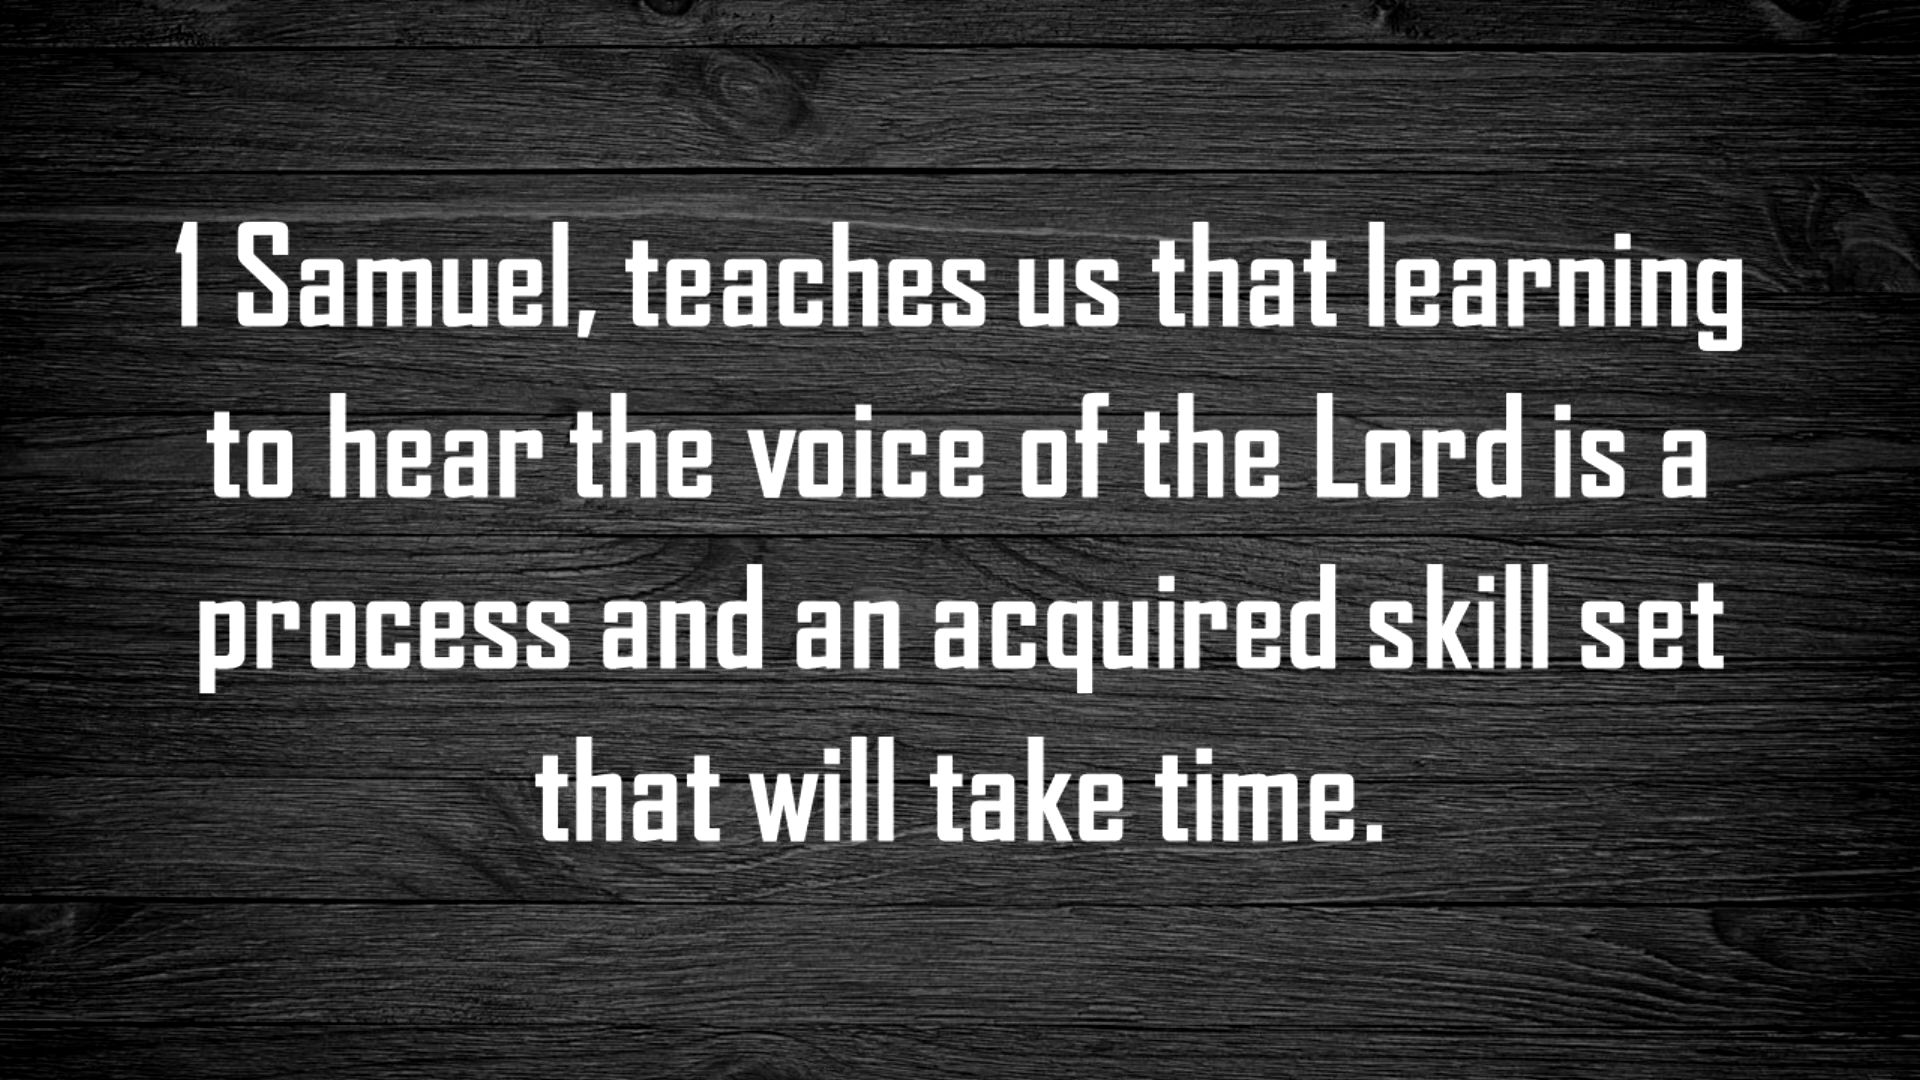 1 Samuel, teaches us that learning
to hear the voice of the Lord is a
process and an acquired skill set
that will take time.